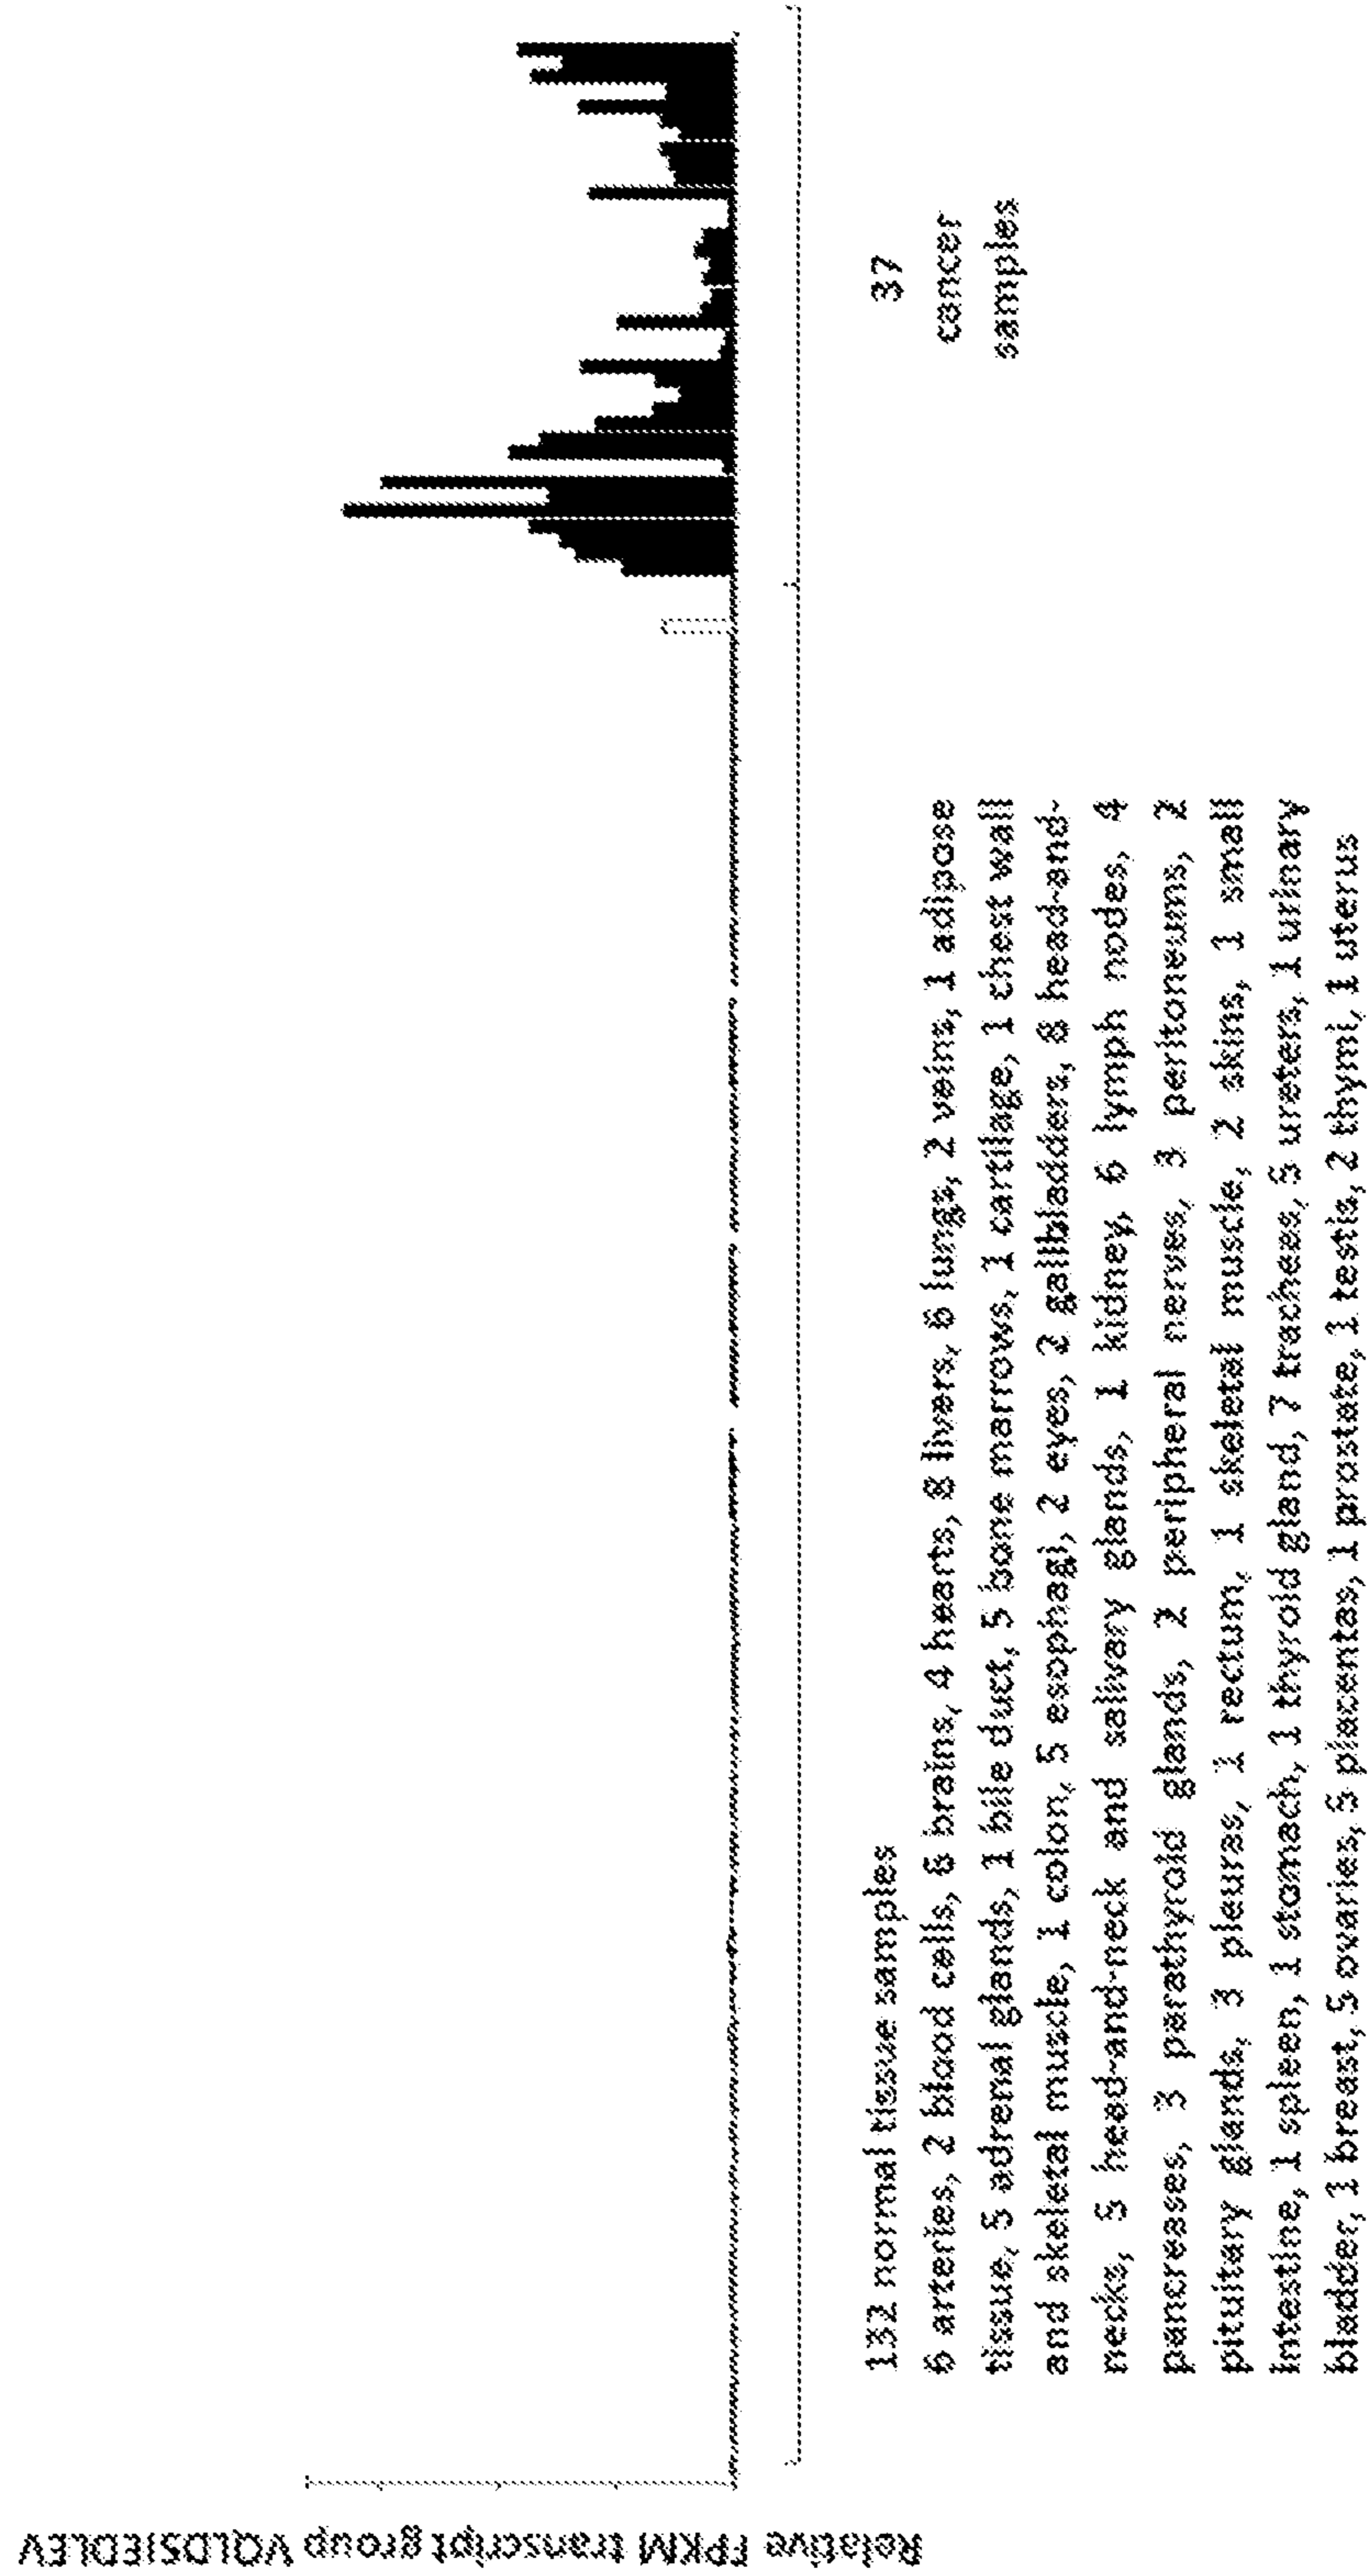 Relative FPKM transcript group VQLDSIEDLEV
132 normal tissue samples
6 arteries, 2 blood cells, 6 brains, 4 hearts, 8 livers, 6 lungs, 2 veins, 1 adipose
tissue, 5 adrenal glands, 1 bile duct, 5 bone marrows, 1 cartilage, 1 chest wall
and skeletal muscle, 1 colon, 5 esophagi, 2 eyes, 2 gallbladders, 8 head-and-
necks, 5 head-and-neck and salivary glands, 1 kidney, 6 lymph nodes, 4
pancreases, 3 parathyroid glands, 2 peripheral nerves, 3 peritoneums, 2
pituitary glands, 3 pleuras, 1 rectum, 1 skeletal muscle, 2 skins, 1 small
intestine, 1 spleen, 1 stomach, 1 thyroid gland, 7 tracheas, 5 ureters, 1 urinary
bladder, 1 breast, 5 ovaries, 5 placentas, 1 prostate, 1 testis, 2 thymi, 1 uterus
37
cancer
samples